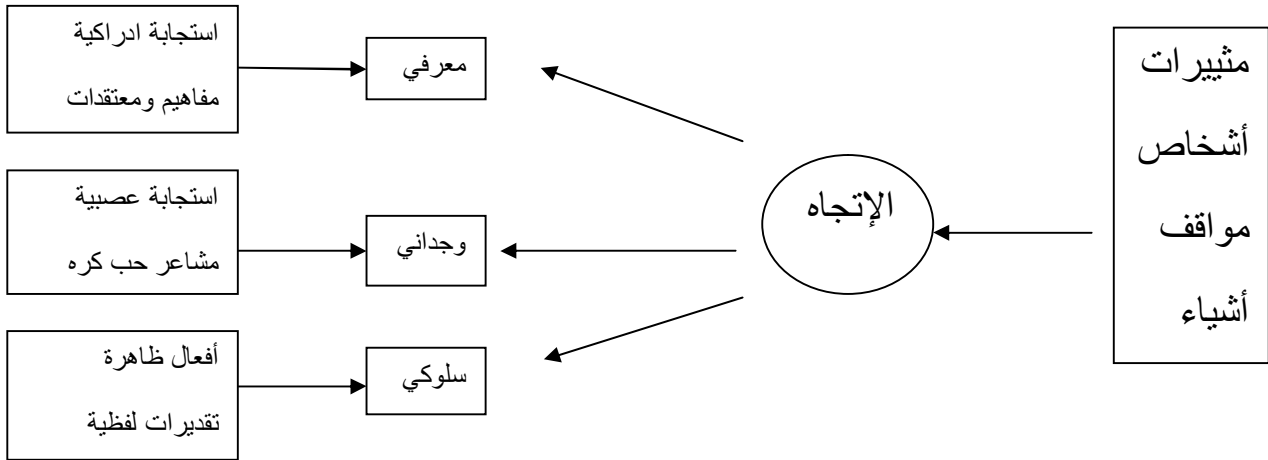 مثييرات
أشخاص
مواقف
أشياء
الإتجاه
معرفي
وجداني
سلوكي
استجابة ادراكية
مفاهيم ومعتقدات
استجابة عصبية
مشاعر حب كره
أفعال ظاهرة
تقديرات لفظية